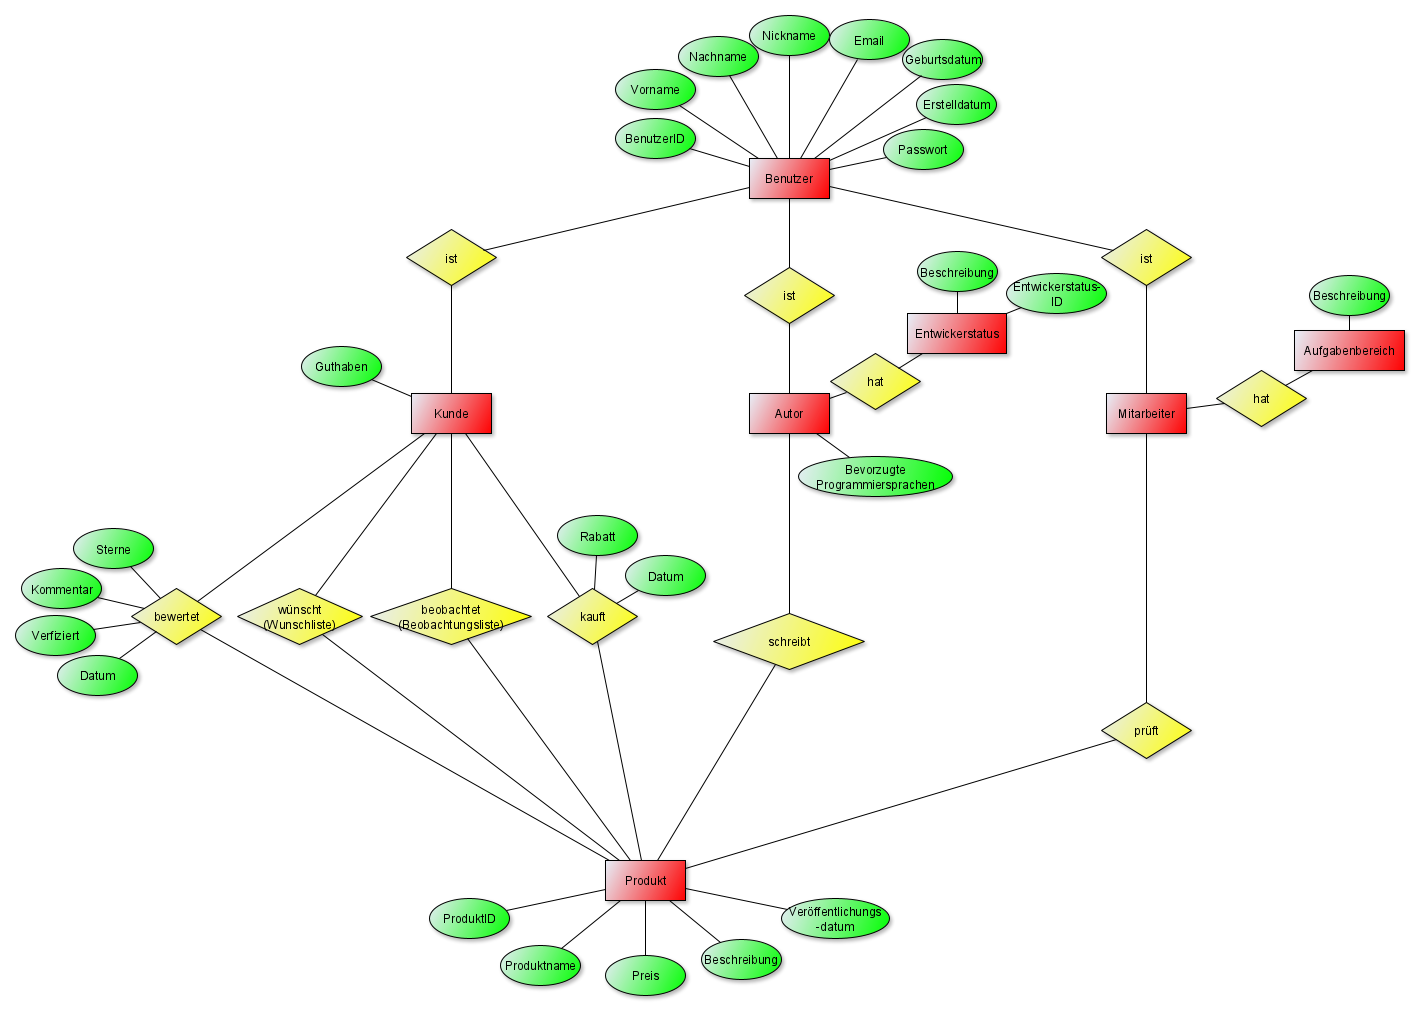 Nickname
Email
Nachname
Geburtsdatum
Vorname
Erstelldatum
BenutzerID
Passwort
Benutzer
ist
ist
ist
Beschreibung
Entwickerstatus-
ID
Beschreibung
Entwickerstatus
Aufgabenbereich
Guthaben
hat
hat
Kunde
Autor
Mitarbeiter
Bevorzugte
Programmiersprachen
Sterne
Rabatt
Datum
Kommentar
Verfiziert
Datum
bewertet
wünscht
(Wunschliste)
beobachtet
(Beobachtungsliste)
kauft
schreibt
prüft
Produkt
ProduktID
Veröffentlichungs
-datum
Produktname
Preis
Beschreibung